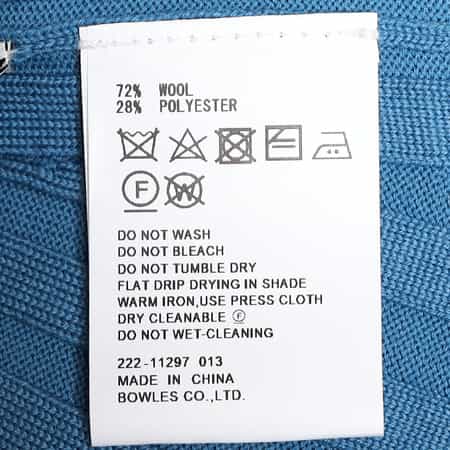 72% WOOL
28% POLYESTER
F W
DO NOT WASH
DO NOT BLEACH
DO NOT TUMBLE DRY
FLAT DRIP DRYING IN SHADE
WARM IRON,USE PRESS CLOTH
DRY CLEANABLE Ⓕ
DO NOT WET-CLEANING
222-11297 013
MADE IN CHINA
BOWLES CO.,LTD.